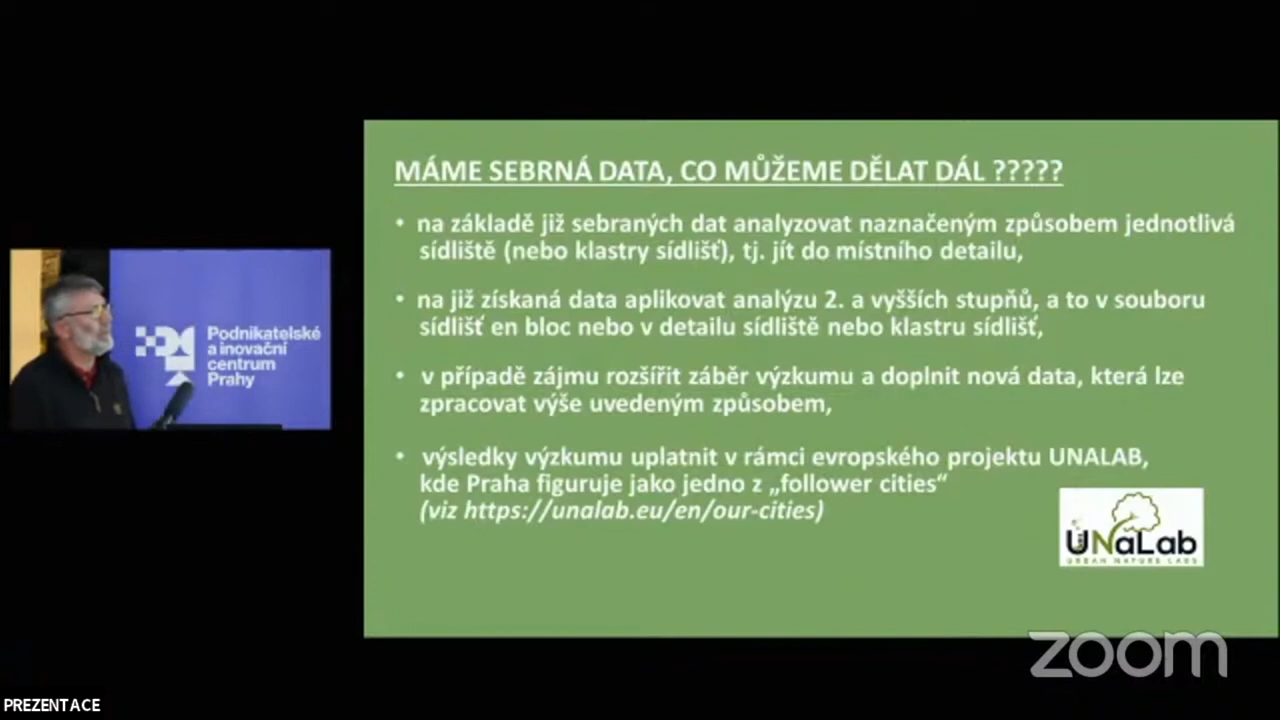 MÁME SEBRNÁ DATA, CO MŮŽEME DĚLAT DÁL ?????
• na základě již sebraných dat analyzovat naznačeným způsobem jednotlivá
sídliště (nebo klastry sídlišť), tj. jít do místního detailu,
• na již získaná data aplikovat analýzu 2. a vyšších stupňů, a to v souboru
sídlišť en bloc nebo v detailu sídliště nebo klastru sídlišť,
• v případě zájmu rozšířit záběr výzkumu a doplnit nová data, která lze
zpracovat výše uvedeným způsobem,
• výsledky výzkumu uplatnit v rámci evropského projektu UNALAB,
kde Praha figuruje jako jedno z „follower cities“
(viz https://unalab.eu/en/our-cities)
UNaLab
URBAN NATURE LABS
Podnikatelské
a inovační
centrum
Prahy
zoom
PREZENTACE